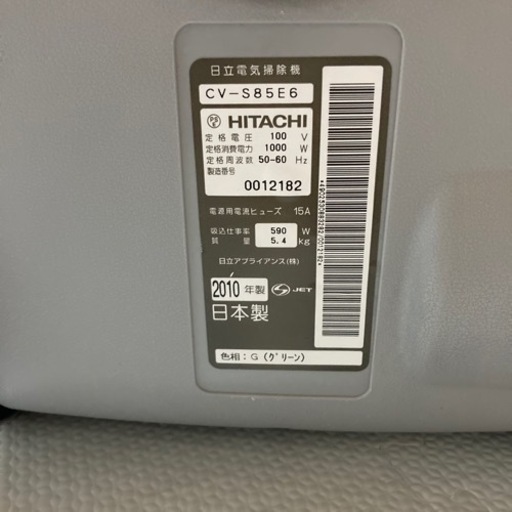 日立電気掃除機
CV-S85E6
PS E HITACHI
定格電圧 100 V
定格消費電力 1000 W
定格周波数 50-60 Hz
製造番号
0012182
電源用電流ヒューズ 15A
吸込仕事率 590 W
質量 5.4 kg
日立アプライアンス(株)
2010 年製 S JET
日本製
色相:G(グリーン)